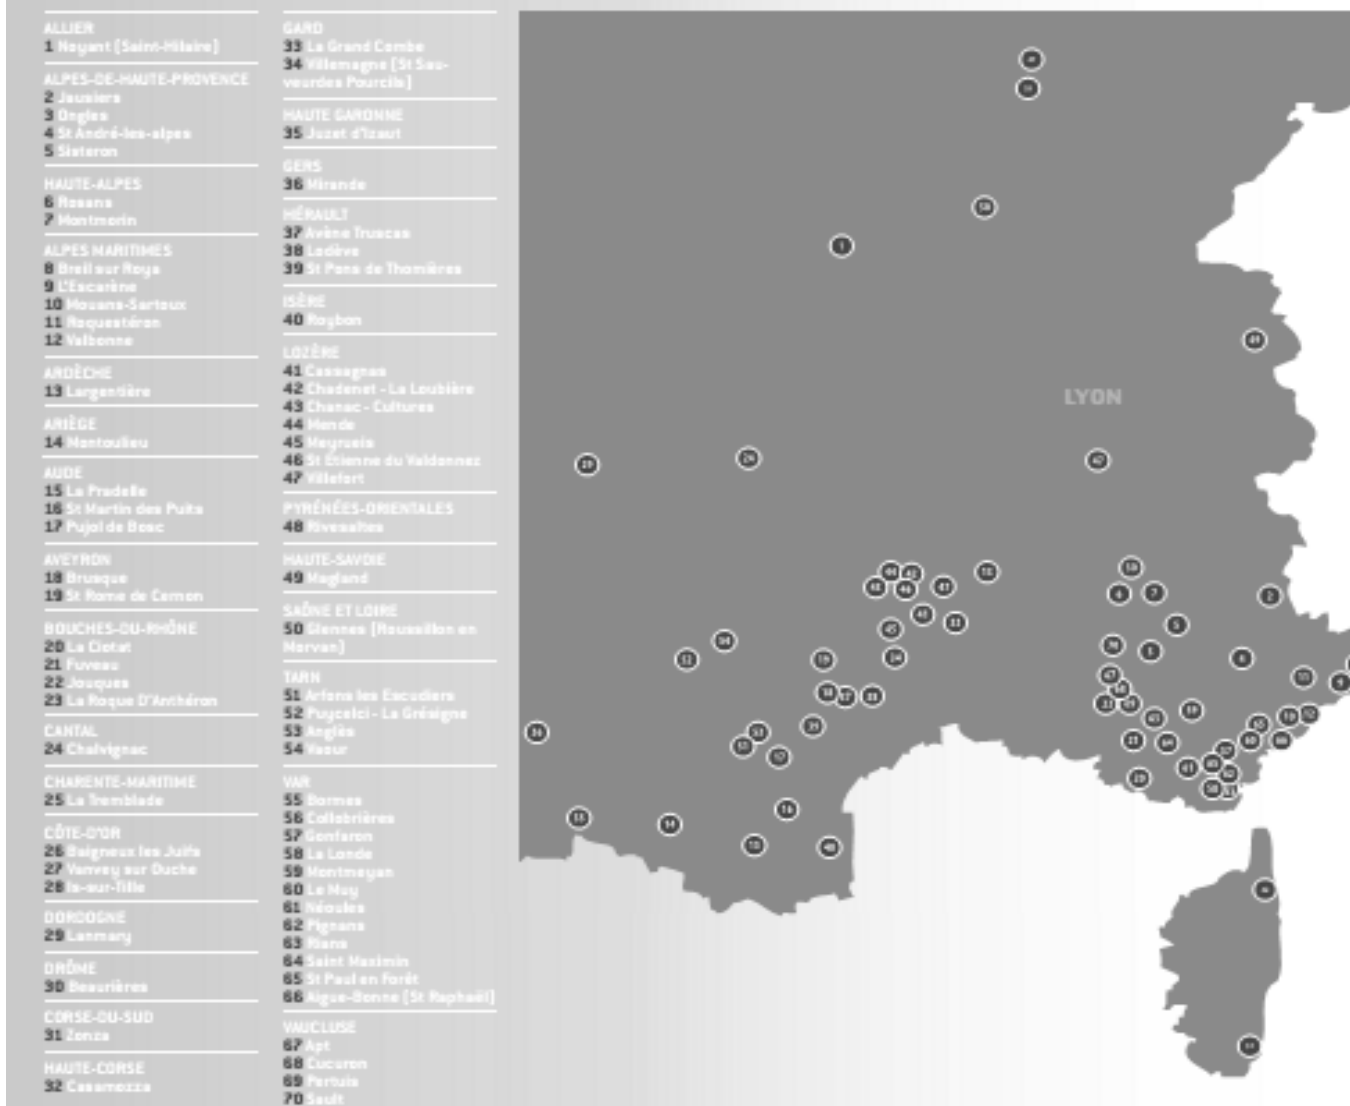 ALLIER
1 Noyant [Saint-Hilaire]
ALPES-DE-HAUTE-PROVENCE
2 Jausiers
3 Ongles
4 St André-les-alpes
5 Sisteron
HAUTE-ALPES
6 Rosans
7 Montmorin
ALPES MARITIMES
8 Breil sur Roya
9 L'Escarène
10 Mouans-Sartoux
11 Roquestéron
12 Valbonne
ARDÈCHE
13 Largentière
ARIÈGE
14 Montoulieu
AUDE
15 La Pradelle
16 St Martin des Puits
17 Pujol de Bosc
AVEYRON
18 Brusque
19 St Rome de Cernon
BOUCHES-DU-RHÔNE
20 La Ciotat
21 Fuveau
22 Jouques
23 La Roque D'Anthéron
CANTAL
24 Chalvignac
CHARENTE-MARITIME
25 La Tremblade
CÔTE-D'OR
26 Baigneux les Juifs
27 Vanvey sur Ouche
28 Is-sur-Tille
DORDOGNE
29 Lanmary
DRÔME
30 Beaurières
CORSE-DU-SUD
31 Zonza
HAUTE-CORSE
32 Casamozza
GARD
33 La Grand Combe
34 Villemagne [St Sau-
veurdes Pourcils]
HAUTE GARONNE
35 Juzet d'Izaut
GERS
36 Mirande
HÉRAULT
37 Avène Truscas
38 Lodève
39 St Pons de Thomières
ISÈRE
40 Roybon
LOZÈRE
41 Cassagnas
42 Chadenet - La Loubière
43 Chanac - Cultures
44 Mende
45 Meyrueis
46 St Etienne du Valdonnez
47 Villefort
PYRÉNÉES-ORIENTALES
48 Rivesaltes
HAUTE-SAVOIE
49 Magland
SAÔNE ET LOIRE
50 Glennes [Roussillon en
Morvan]
TARN
51 Arfons les Escudiers
52 Puycelci - La Grésigne
53 Anglès
54 Vaour
VAR
55 Bormes
56 Collobrières
57 Gonfaron
58 La Londe
59 Montmeyan
60 Le Muy
61 Néoules
62 Pignans
63 Rians
64 Saint Maximin
65 St Paul en Forêt
66 Aigue-Bonne [St Raphaël]
VAUCLUSE
67 Apt
68 Cucuron
69 Pertuis
70 Sault
LYON